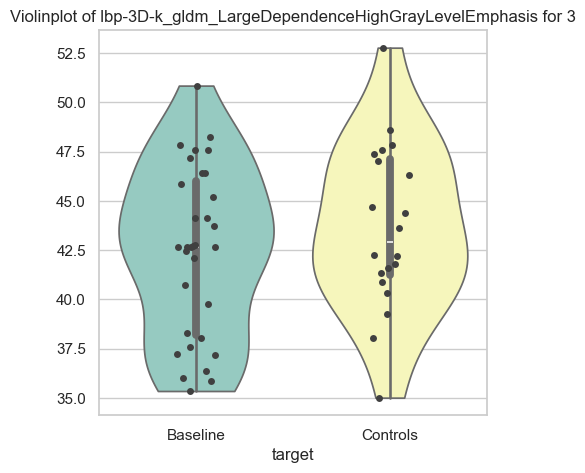 Violinplot of lbp-3D-k_gldm_LargeDependenceHighGrayLevelEmphasis for 3
52.5
50.0
47.5
45.0
42.5
40.0
37.5
35.0
Baseline
Controls
target